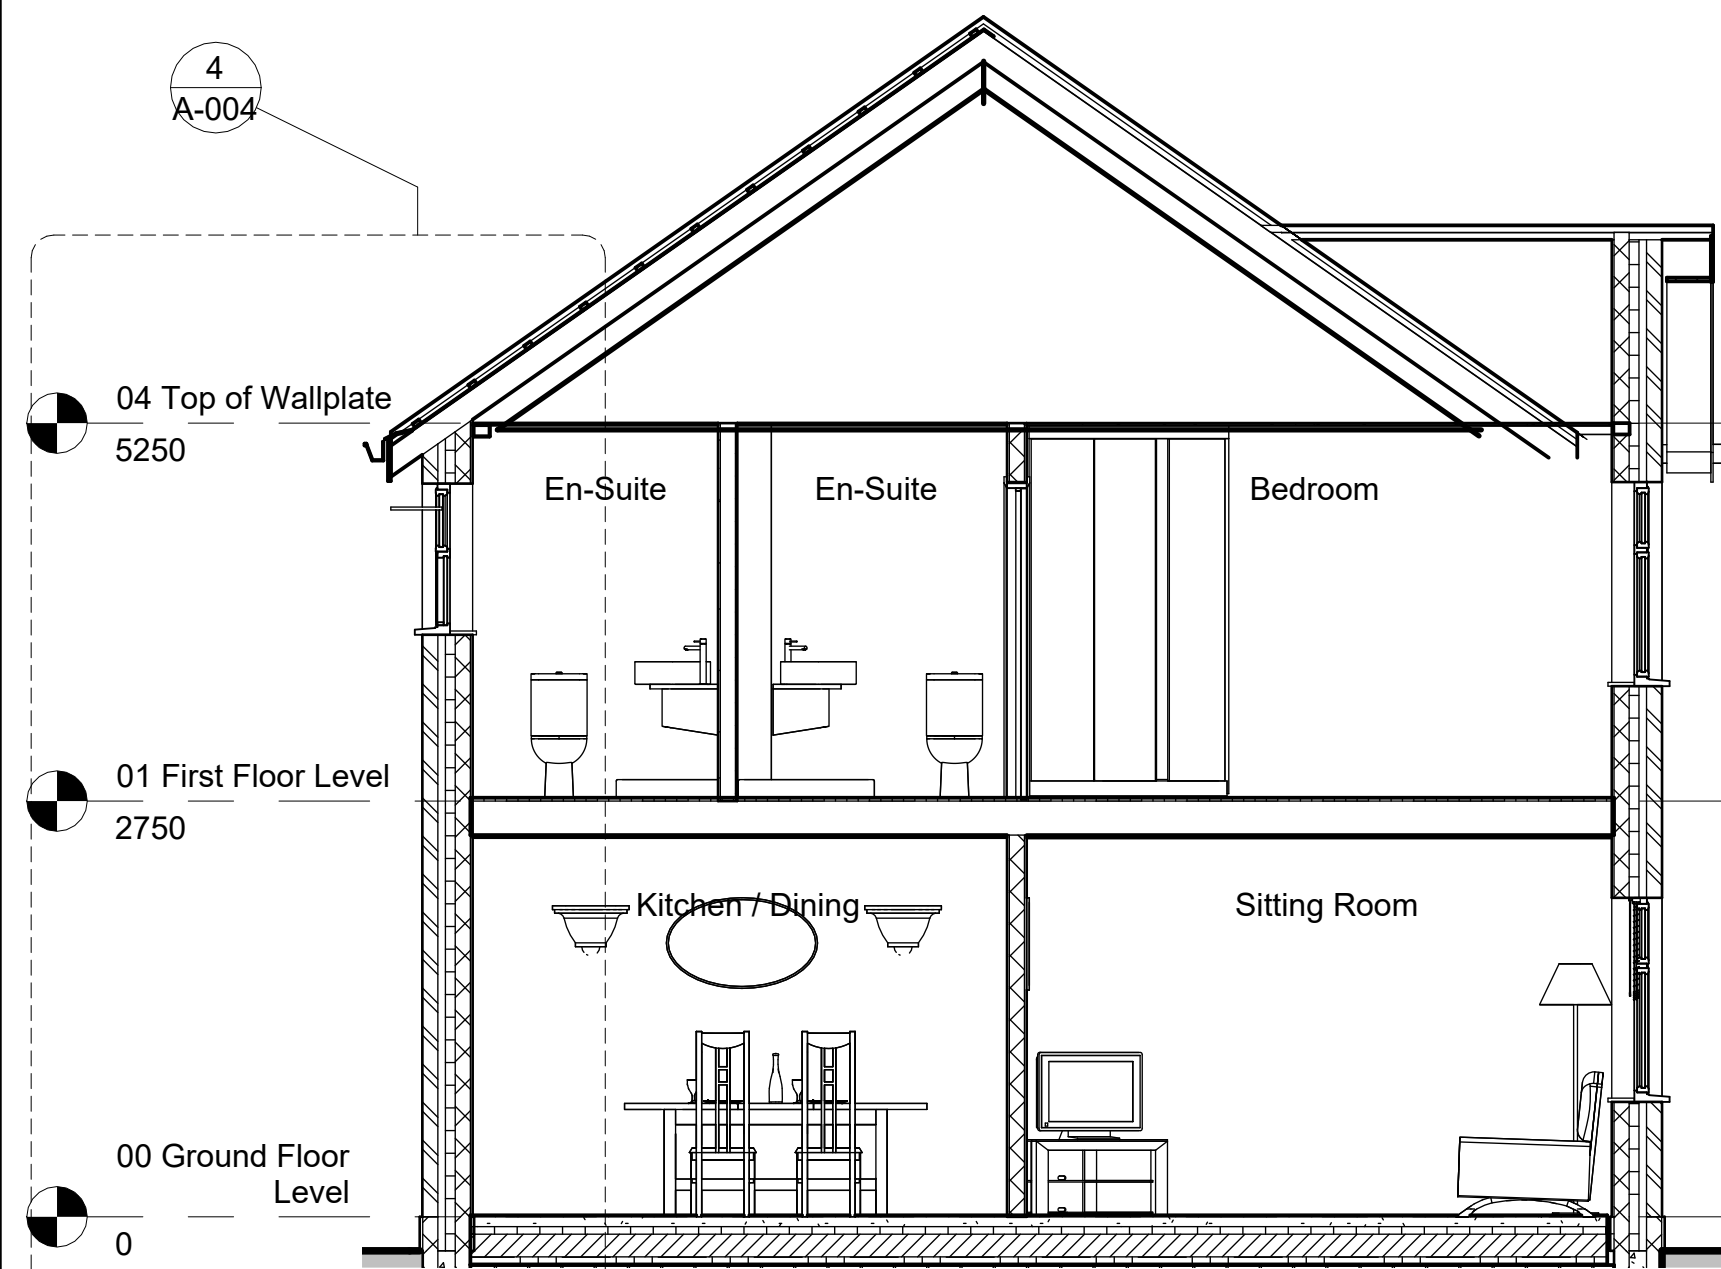 4
A-004
04 Top of Wallplate
5250
En-Suite
En-Suite
Bedroom
01 First Floor Level
2750
Kitchen / Dining
Sitting Room
00 Ground Floor
Level
0